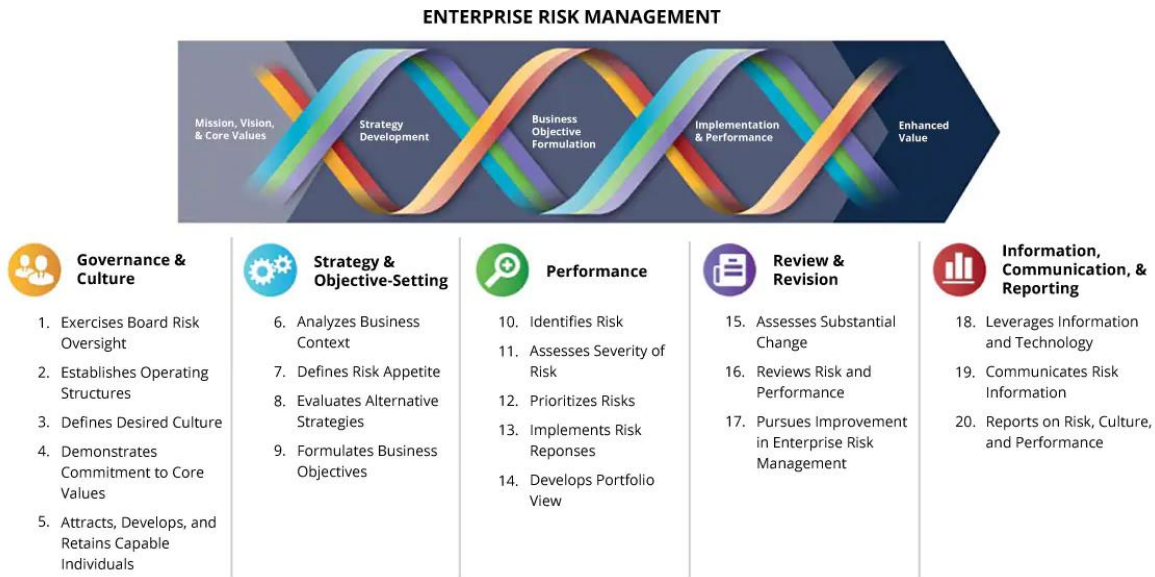 ENTERPRISE RISK MANAGEMENT
Mission, Vision,
& Core Values
Strategy
Development
Business
Objective
Formulation
Implementation
& Performance
Enhanced
Value
Governance &
Culture
1. Exercises Board Risk
Oversight
2. Establishes Operating
Structures
3. Defines Desired Culture
4. Demonstrates
Commitment to Core
Values
5. Attracts, Develops, and
Retains Capable
Individuals
Strategy &
Objective-Setting
6. Analyzes Business
Context
7. Defines Risk Appetite
8. Evaluates Alternative
Strategies
9. Formulates Business
Objectives
Performance
10. Identifies Risk
11. Assesses Severity of
Risk
12. Prioritizes Risks
13. Implements Risk
Reponses
14. Develops Portfolio
View
Review &
Revision
15. Assesses Substantial
Change
16. Reviews Risk and
Performance
17. Pursues Improvement
in Enterprise Risk
Management
Information,
Communication, &
Reporting
18. Leverages Information
and Technology
19. Communicates Risk
Information
20. Reports on Risk, Culture,
and Performance